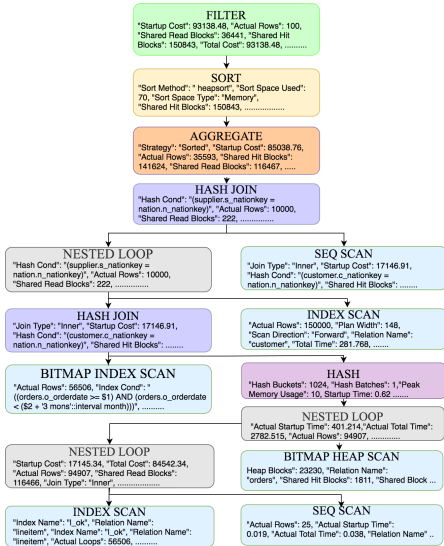 FILTER
"Startup Cost": 93138.48, "Actual Rows": 100,
"Shared Read Blocks": 36441, "Shared Hit
Blocks": 150843, "Total Cost": 93138.48, ..........
SORT
"Sort Method": " heapsort", "Sort Space Used":
70, "Sort Space Type": "Memory",
"Shared Hit Blocks": 150843, .................
AGGREGATE
"Strategy": "Sorted", "Startup Cost": 85038.76,
"Actual Rows": 35593, "Shared Hit Blocks":
141624, "Shared Read Blocks": 116467, .....
HASH JOIN
"Hash Cond": "(supplier.s_nationkey =
nation.n_nationkey)", "Actual Rows": 10000,
"Shared Read Blocks": 222, ...............
NESTED LOOP
"Hash Cond": "(supplier.s_nationkey =
nation.n_nationkey)", "Actual Rows":
10000,
"Shared Read Blocks": 222, ...............
SEQ SCAN
"Join Type": "Inner", "Startup Cost": 17146.91,
"Hash Cond": "(customer.c_nationkey =
nation.n_nationkey)", "Shared Hit Blocks": ........
HASH JOIN
"Join Type": "Inner", "Startup Cost": 17146.91,
"Hash Cond": "(customer.c_nationkey =
nation.n_nationkey)", "Shared Hit Blocks": ........
INDEX SCAN
"Actual Rows": 150000, "Plan Width": 148,
"Scan Direction": "Forward", "Relation Name":
"customer", "Total Time": 281.768, ........
BITMAP INDEX SCAN
"Actual Rows": 56506, "Index Cond": "
((orders.o_orderdate >= $1) AND (orders.o_orderdate
< ($2 + '3 mons'::interval month)))", .........
HASH
"Hash Buckets": 1024, "Hash Batches": 1,"Peak
Memory Usage": 10, Startup Time: 0.62 .......
NESTED LOOP
"Actual Startup Time": 401.214,"Actual Total Time":
2782.515, "Actual Rows": 94907, ............
NESTED LOOP
"Startup Cost": 17145.34, "Total Cost": 84542.34,
"Actual Rows": 94907, "Shared Read Blocks":
116466, "Join Type": "Inner", ..............
BITMAP HEAP SCAN
Heap Blocks": 23230, "Relation Name":
"orders", "Shared Hit Blocks": 1811, "Shared Block ...
INDEX SCAN
"Index Name": "l_ok", "Relation Name":
"lineitem", "Index Name": "l_ok", "Relation Name":
"lineitem", "Actual Loops": 56506, ..........
SEQ SCAN
"Actual Rows": 25, "Actual Startup Time":
0.019, "Actual Total Time": 0.038, "Relation Name" ..